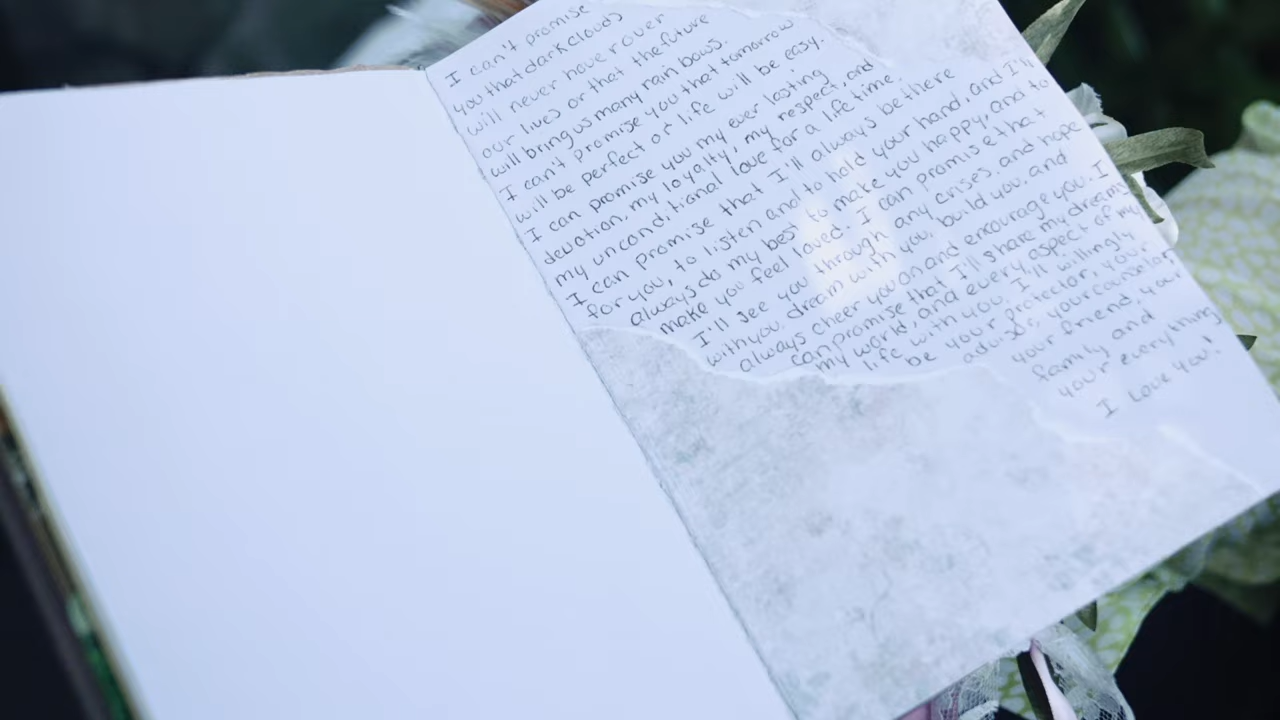 I can't promise
you that dark clouds
will never hover over
our lives or that the future
will bring us many rain bows.
I can't promise you that tomorrow
will be perfect or life will be easy.
I can promise you my ever lasting
devotion, my loyalty, my respect, and
my unconditional love for a life time.
I can promise that I'll always be there
for you, to listen and to hold your hand, and I'll
always do my best to make you happy, and to
make you feel loved. I can promise that
I'll see you through any crises, and hope
with you, dream with you, build you, and
always cheer you on and encourage you. I
can promise that I'll share my dreams
my world, and every aspect of my
life with you. I'll willingly
be your protector, your
advisor, your counselor
your friend, your
family and
your everything
I love you!